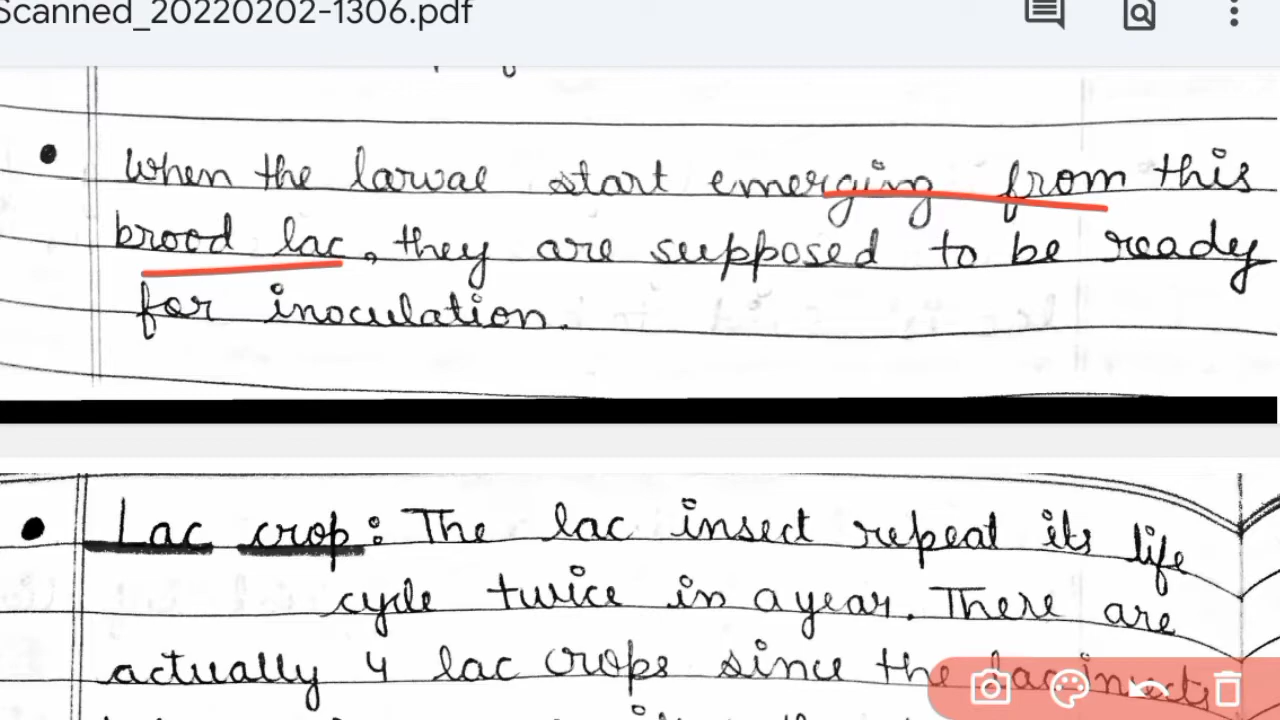 Scanned_20220202-1306.pdf
When the larvae start emerging from this
brood lac, they are supposed to be ready
for inoculation.
Lac crop: The lac insect repeat its life
cycle twice in a year. There are
actually 4 lac crops since the lac insects